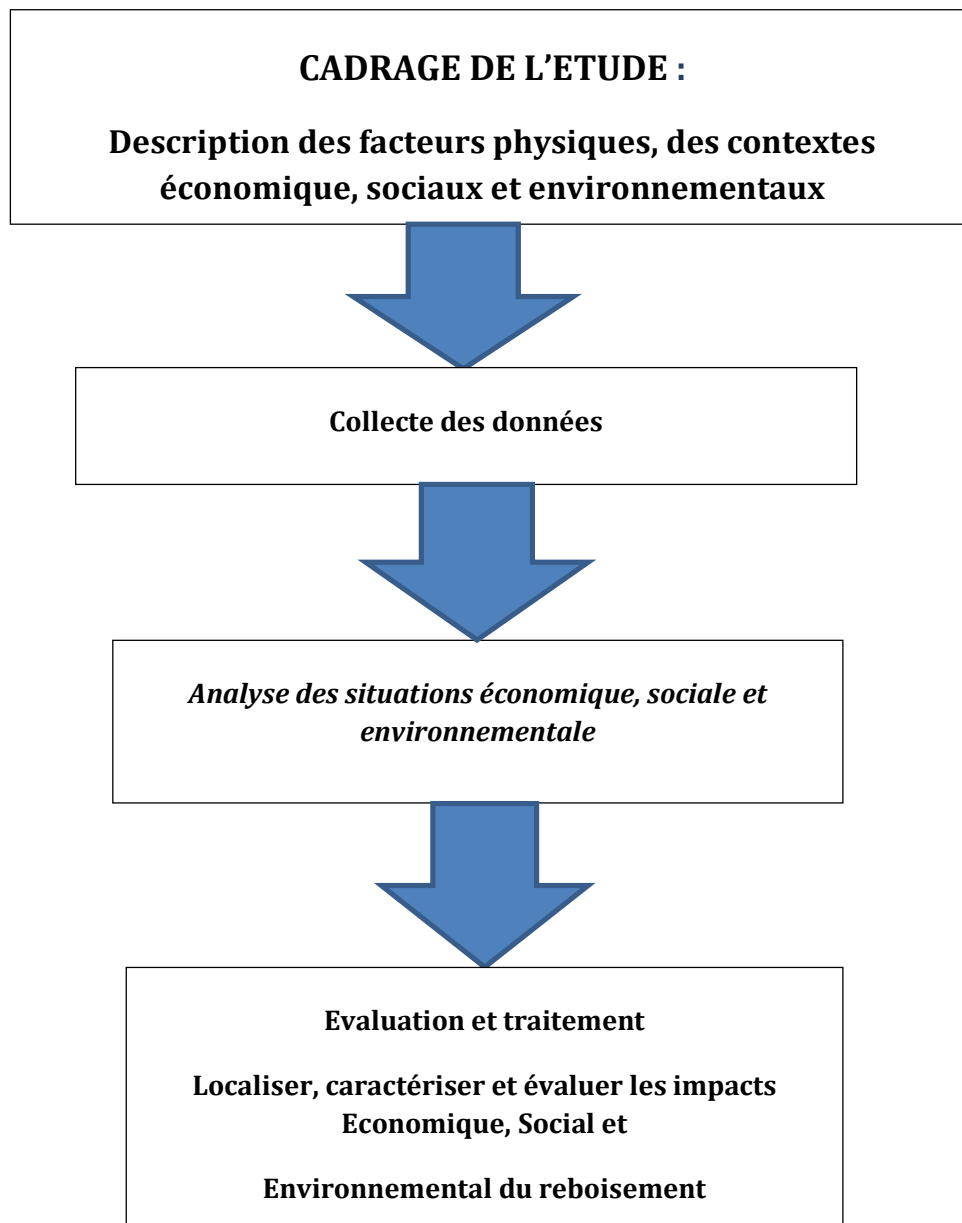 CADRAGE DE L’ETUDE :
Description des facteurs physiques, des contextes
économique, sociaux et environnementaux
Collecte des données
Analyse des situations économique, sociale et
environnementale
Evaluation et traitement
Localiser, caractériser et évaluer les impacts
Economique, Social et
Environnemental du reboisement